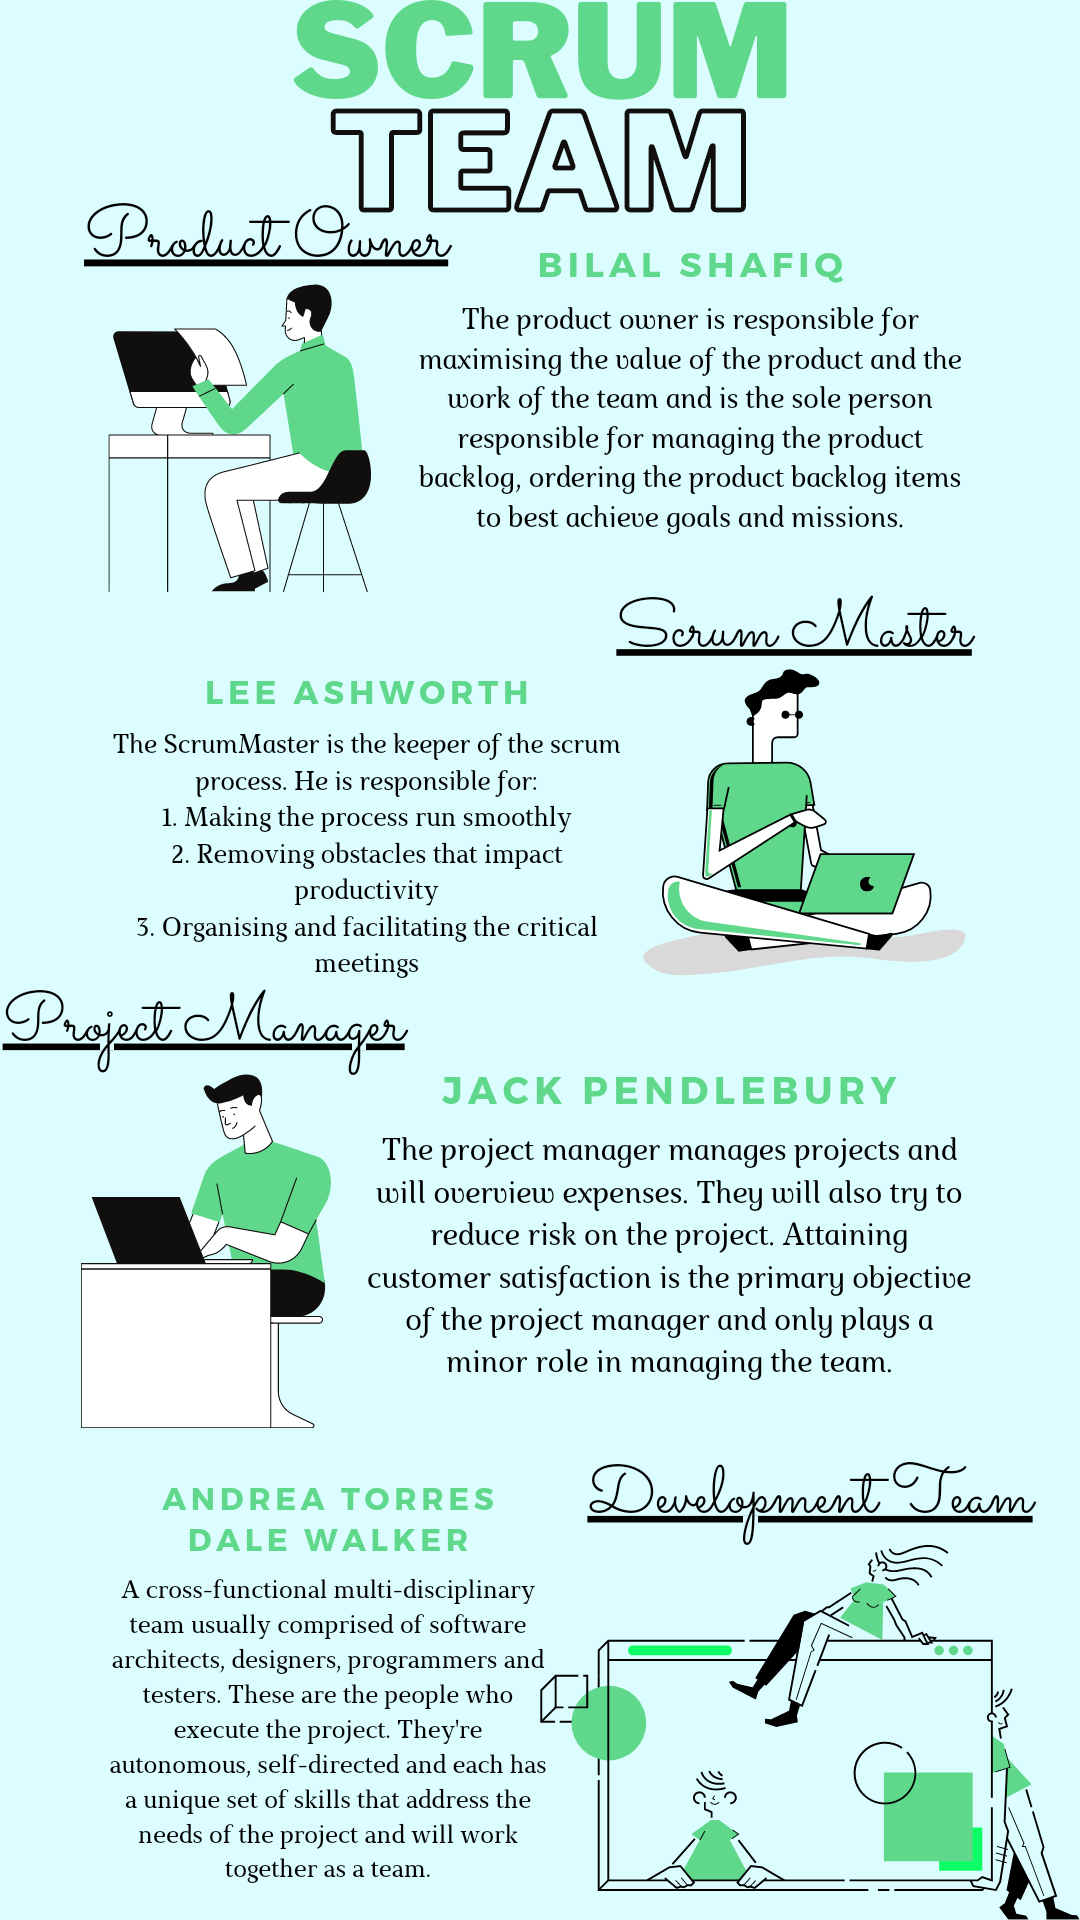 SCRUM
TEAM
Product Owner
BILAL SHAFIQ
The product owner is responsible for
maximising the value of the product and the
work of the team and is the sole person
responsible for managing the product
backlog, ordering the product backlog items
to best achieve goals and missions.
Scrum Master
LEE ASHWORTH
The ScrumMaster is the keeper of the scrum
process. He is responsible for:
1. Making the process run smoothly
2. Removing obstacles that impact
productivity
3. Organising and facilitating the critical
meetings
Project Manager
JACK PENDLEBURY
The project manager manages projects and
will overview expenses. They will also try to
reduce risk on the project. Attaining
customer satisfaction is the primary objective
of the project manager and only plays a
minor role in managing the team.
Development Team
ANDREA TORRES
DALE WALKER
A cross-functional multi-disciplinary
team usually comprised of software
architects, designers, programmers and
testers. These are the people who
execute the project. They're
autonomous, self-directed and each has
a unique set of skills that address the
needs of the project and will work
together as a team.